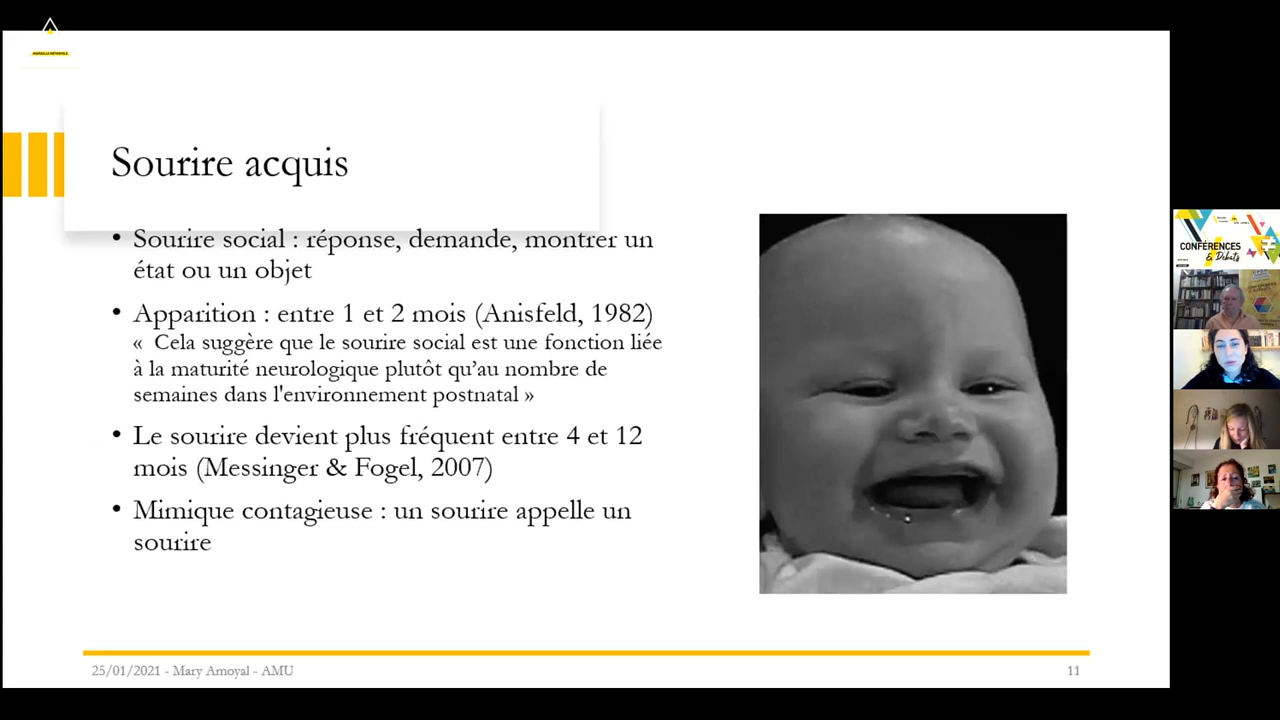 MARSEILLE MÉTROPOLE
Sourire acquis
• Sourire social : réponse, demande, montrer un
état ou un objet
• Apparition : entre 1 et 2 mois (Anisfeld, 1982)
« Cela suggère que le sourire social est une fonction liée
à la maturité neurologique plutôt qu’au nombre de
semaines dans l'environnement postnatal »
• Le sourire devient plus fréquent entre 4 et 12
mois (Messinger & Fogel, 2007)
• Mimique contagieuse : un sourire appelle un
sourire
25/01/2021 - Mary Amoyal - AMU
11
CONFÉRENCES
& Débats